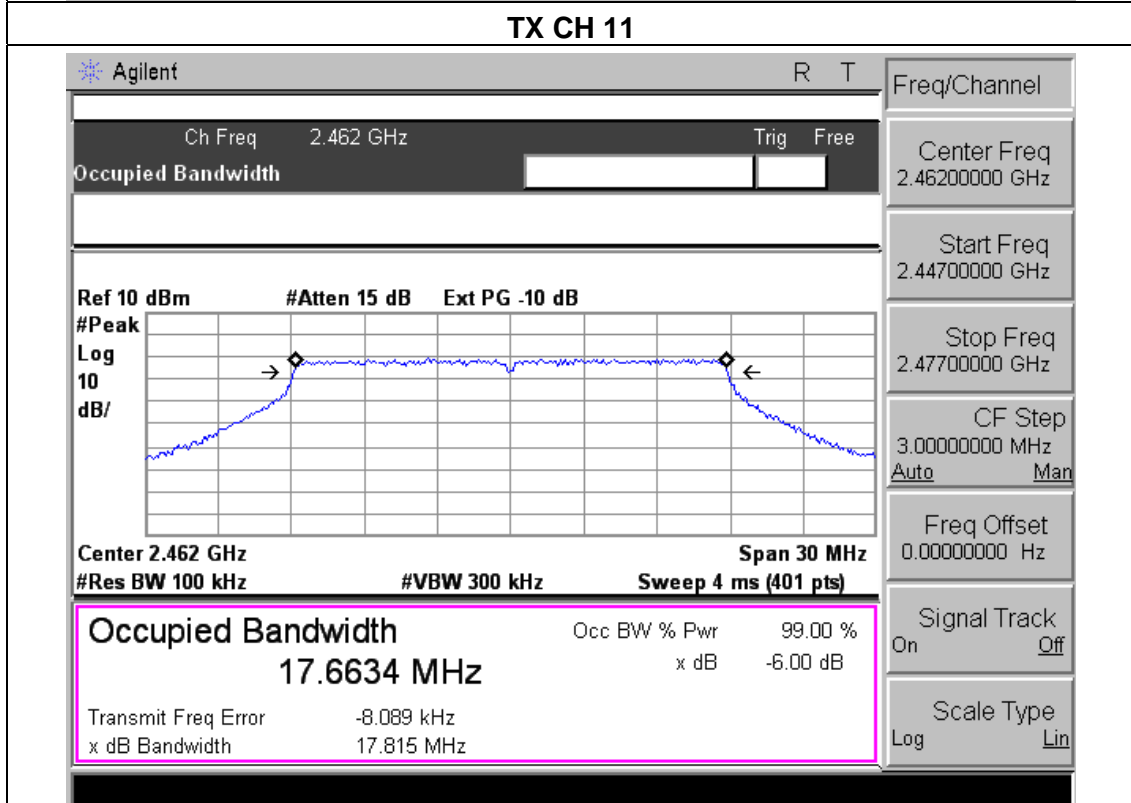 TX CH 11
Agilent R T
Freq/Channel
Ch Freq 2.462 GHz Trig Free
Occupied Bandwidth
Center Freq
2.46200000 GHz
Start Freq
2.44700000 GHz
Stop Freq
2.47700000 GHz
CF Step
3.00000000 MHz
Auto Man
Freq Offset
0.00000000 Hz
Signal Track
On Off
Scale Type
Log Lin
Ref 10 dBm #Atten 15 dB Ext PG -10 dB
#Peak
Log
10
dB/
Center 2.462 GHz Span 30 MHz
#Res BW 100 kHz #VBW 300 kHz Sweep 4 ms (401 pts)
Occupied Bandwidth Occ BW % Pwr 99.00 %
17.6634 MHz x dB -6.00 dB
Transmit Freq Error -8.089 kHz
x dB Bandwidth 17.815 MHz